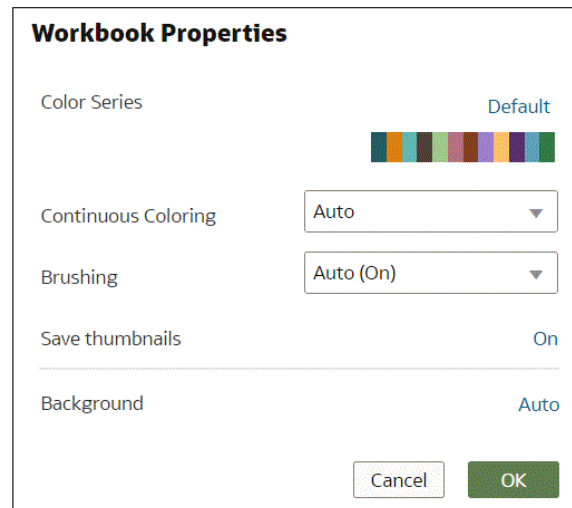 Workbook Properties
Color Series
Default
Continuous Coloring
Auto
Brushing
Auto (On)
Save thumbnails
On
Background
Auto
Cancel
OK